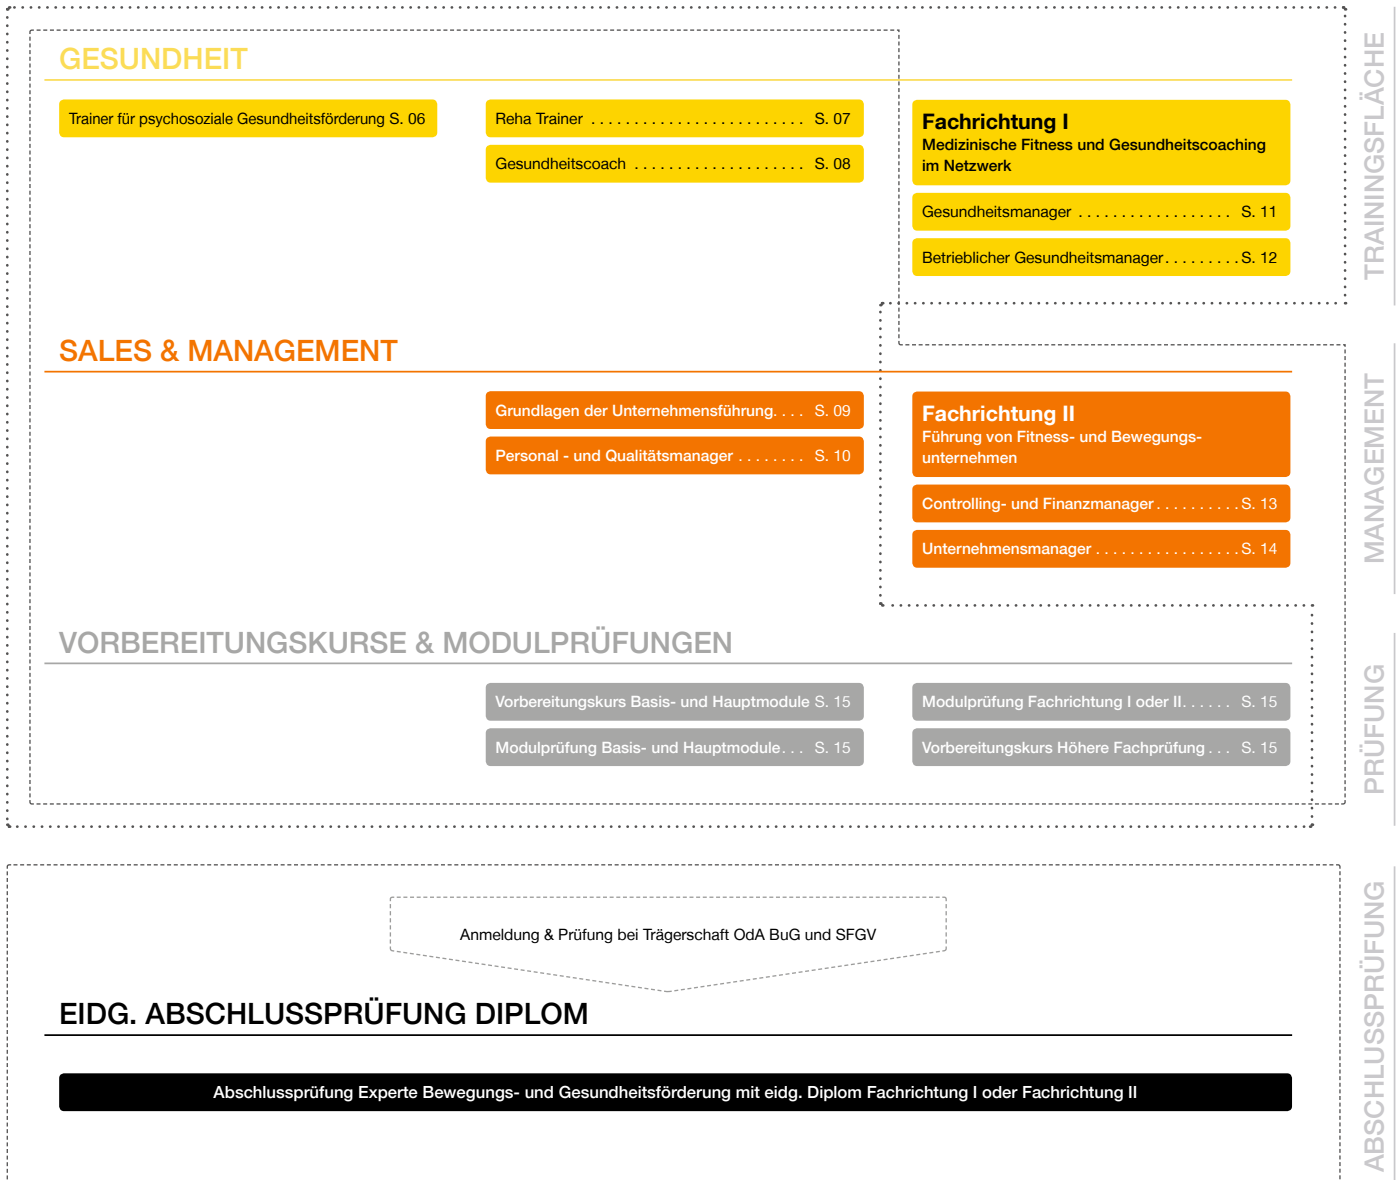 GESUNDHEIT
Trainer für psychosoziale Gesundheitsförderung S. 06
Reha Trainer . . . . . . . . . . . . . . . . . . . . . . . . . S. 07
Gesundheitscoach . . . . . . . . . . . . . . . . . . . . S. 08
Fachrichtung I
Medizinische Fitness und Gesundheitscoaching
im Netzwerk
Gesundheitsmanager . . . . . . . . . . . . . . . . . . S. 11
Betrieblicher Gesundheitsmanager. . . . . . . . . S. 12
TRAININGSFLÄCHE
SALES & MANAGEMENT
Grundlagen der Unternehmensführung. . . . S. 09
Personal - und Qualitätsmanager . . . . . . . . S. 10
Fachrichtung II
Führung von Fitness- und Bewegungs-
unternehmen
Controlling- und Finanzmanager . . . . . . . . . . S. 13
Unternehmensmanager . . . . . . . . . . . . . . . . . S. 14
MANAGEMENT
VORBEREITUNGSKURSE & MODULPRÜFUNGEN
Vorbereitungskurs Basis- und Hauptmodule S. 15
Modulprüfung Basis- und Hauptmodule. . . S. 15
Modulprüfung Fachrichtung I oder II. . . . . . S. 15
Vorbereitungskurs Höhere Fachprüfung . . . S. 15
PRÜFUNG
Anmeldung & Prüfung bei Trägerschaft OdA BuG und SFGV
EIDG. ABSCHLUSSPRÜFUNG DIPLOM
Abschlussprüfung Experte Bewegungs- und Gesundheitsförderung mit eidg. Diplom Fachrichtung I oder Fachrichtung II
ABSCHLUSSPRÜFUNG